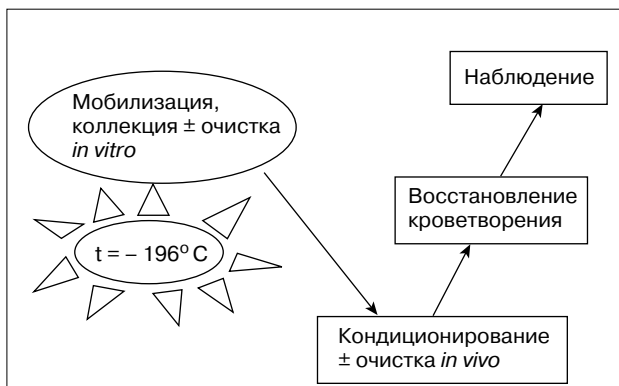 Мобилизация,
коллекция ± очистка
in vitro
t = – 196° C
Кондиционирование
± очистка in vivo
Восстановление
кроветворения
Наблюдение